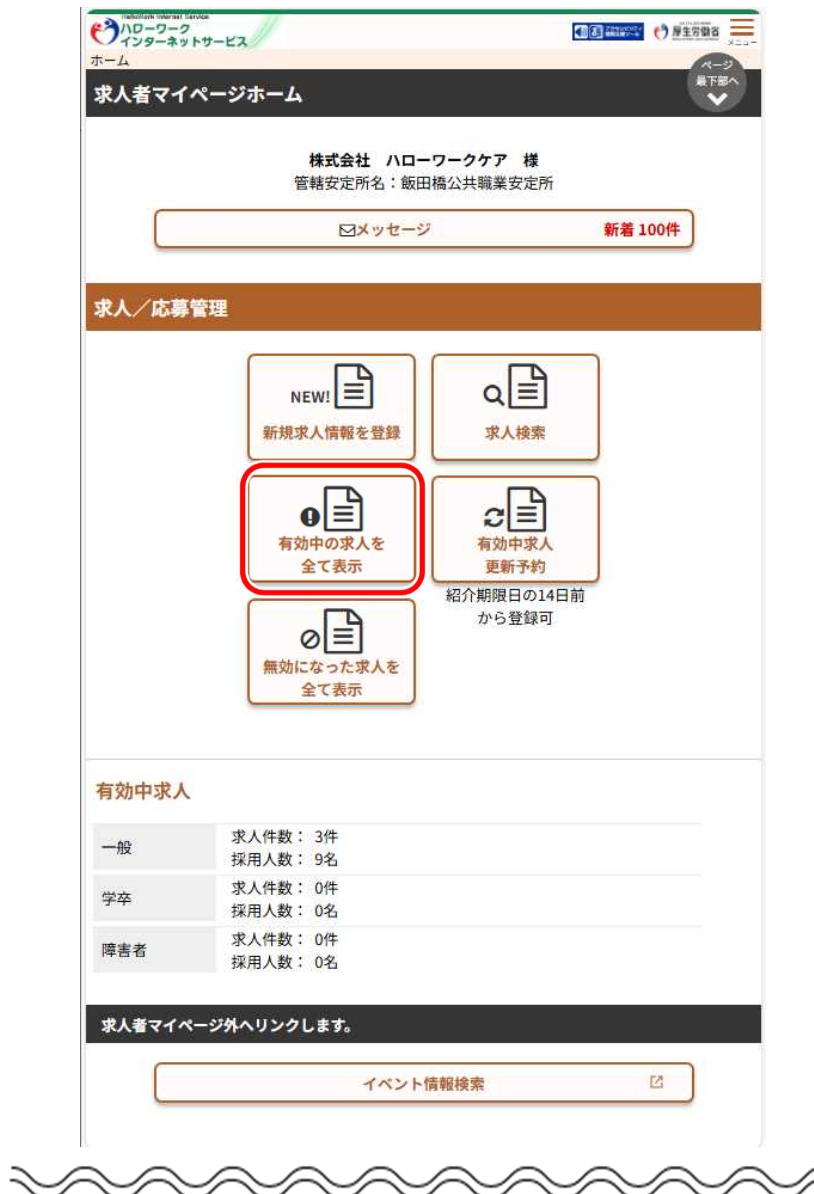 HelloWork Internet Service
ハローワーク
インターネットサービス
厚生労働省
メニュー
ホーム
ページ
最下部へ
求人者マイページホーム
株式会社 ハローワークケア 様
管轄安定所名：飯田橋公共職業安定所
メッセージ 新着 100件
求人／応募管理
NEW!
新規求人情報を登録
求人検索
有効中の求人を
全て表示
有効中求人
更新予約
紹介期限日の14日前
から登録可
無効になった求人を
全て表示
有効中求人
一般
求人件数： 3件
採用人数： 9名
学卒
求人件数： 0件
採用人数： 0名
障害者
求人件数： 0件
採用人数： 0名
求人者マイページ外へリンクします。
イベント情報検索